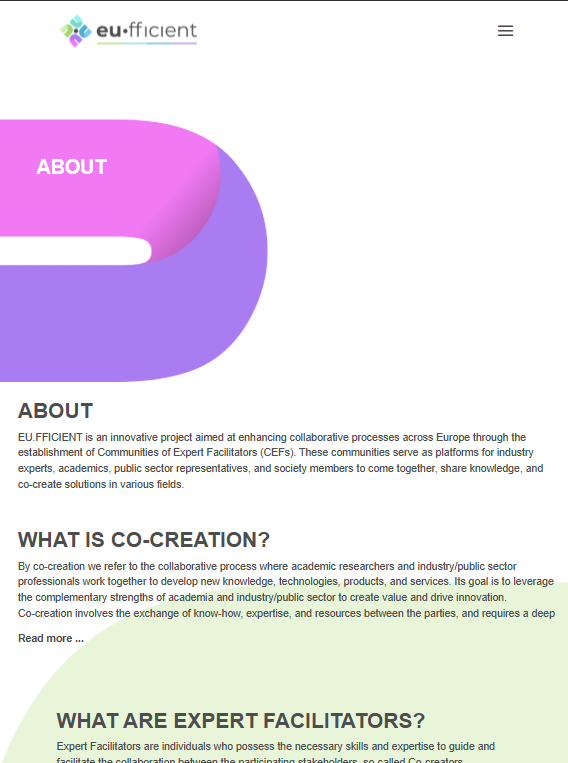 eu•fficient
ABOUT
ABOUT
EU.FFICIENT is an innovative project aimed at enhancing collaborative processes across Europe through the
establishment of Communities of Expert Facilitators (CEFs). These communities serve as platforms for industry
experts, academics, public sector representatives, and society members to come together, share knowledge, and
co-create solutions in various fields.
WHAT IS CO-CREATION?
By co-creation we refer to the collaborative process where academic researchers and industry/public sector
professionals work together to develop new knowledge, technologies, products, and services. Its goal is to leverage
the complementary strengths of academia and industry/public sector to create value and drive innovation.
Co-creation involves the exchange of know-how, expertise, and resources between the parties, and requires a deep
Read more ...
WHAT ARE EXPERT FACILITATORS?
Expert Facilitators are individuals who possess the necessary skills and expertise to guide and
facilitate the collaboration between the participating stakeholders, so called Co-creators